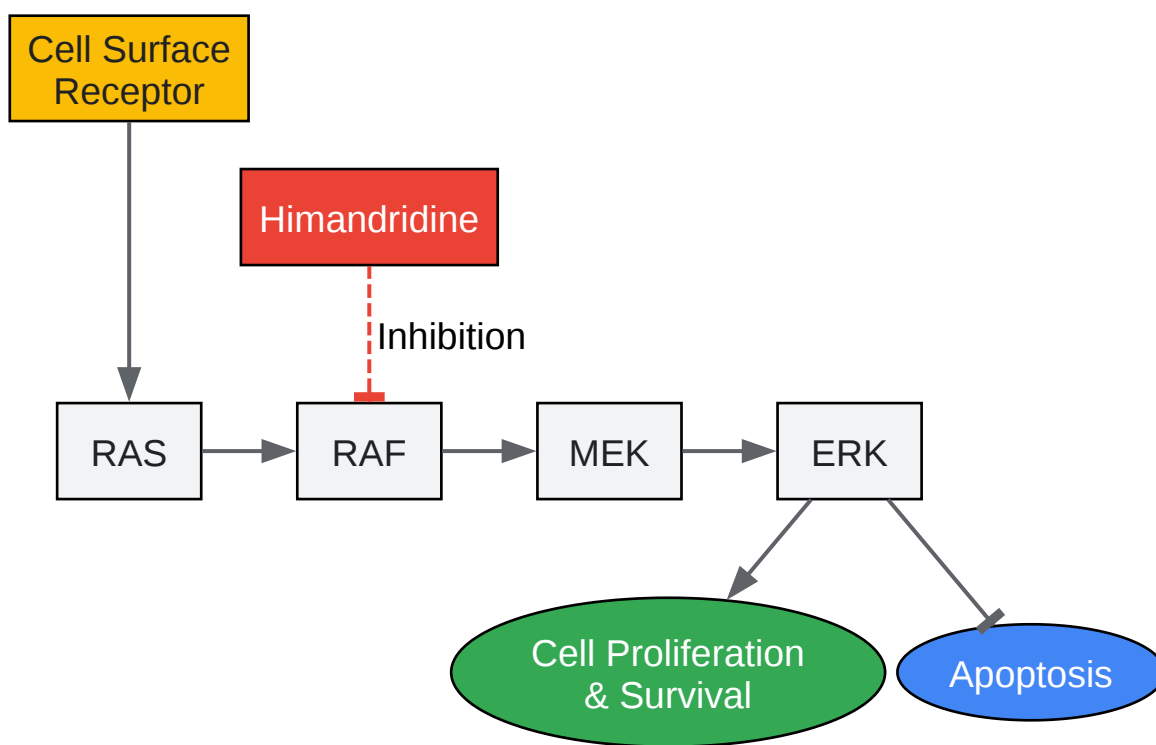 Cell Surface
Receptor
Himandridine
Inhibition
RAS
RAF
MEK
ERK
Cell Proliferation
& Survival
Apoptosis